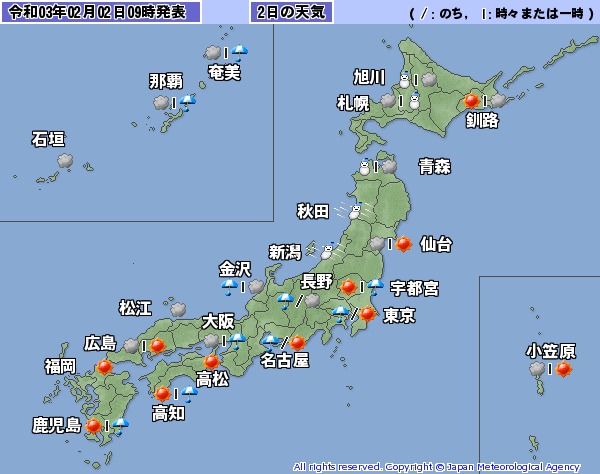 令和03年02月02日09時発表 2日の天気 ( /：のち， |：時々または一時 )
奄美
旭川
那覇
札幌
釧路
石垣
青森
秋田
仙台
新潟
金沢
長野
宇都宮
松江
大阪
東京
広島
名古屋
小笠原
福岡
高松
高知
鹿児島
All rights reserved. Copyright © Japan Meteorological Agency